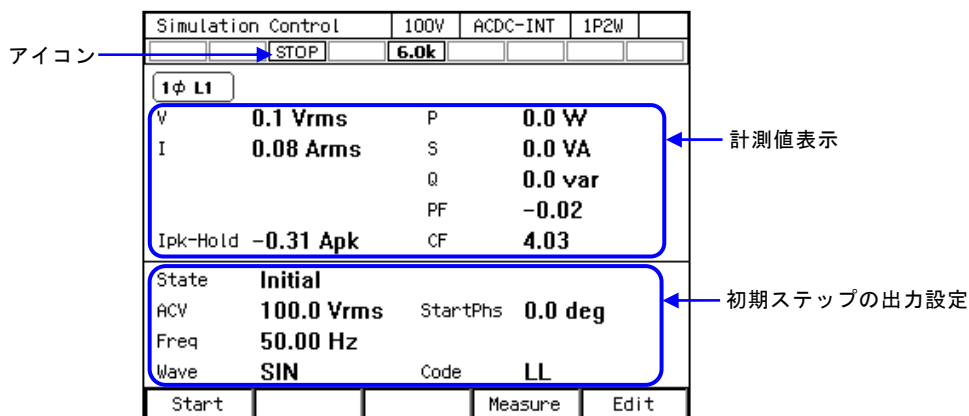 Simulation Control 100V ACDC-INT 1P2W
アイコン STOP 6.0k
1φ L1
V 0.1 Vrms P 0.0 W
計測値表示
I 0.08 Arms S 0.0 VA
Q 0.0 var
PF -0.02
Ipk-Hold -0.31 Apk CF 4.03
State Initial
初期ステップの出力設定
ACV 100.0 Vrms StartPhs 0.0 deg
Freq 50.00 Hz
Wave SIN Code LL
Start Measure Edit